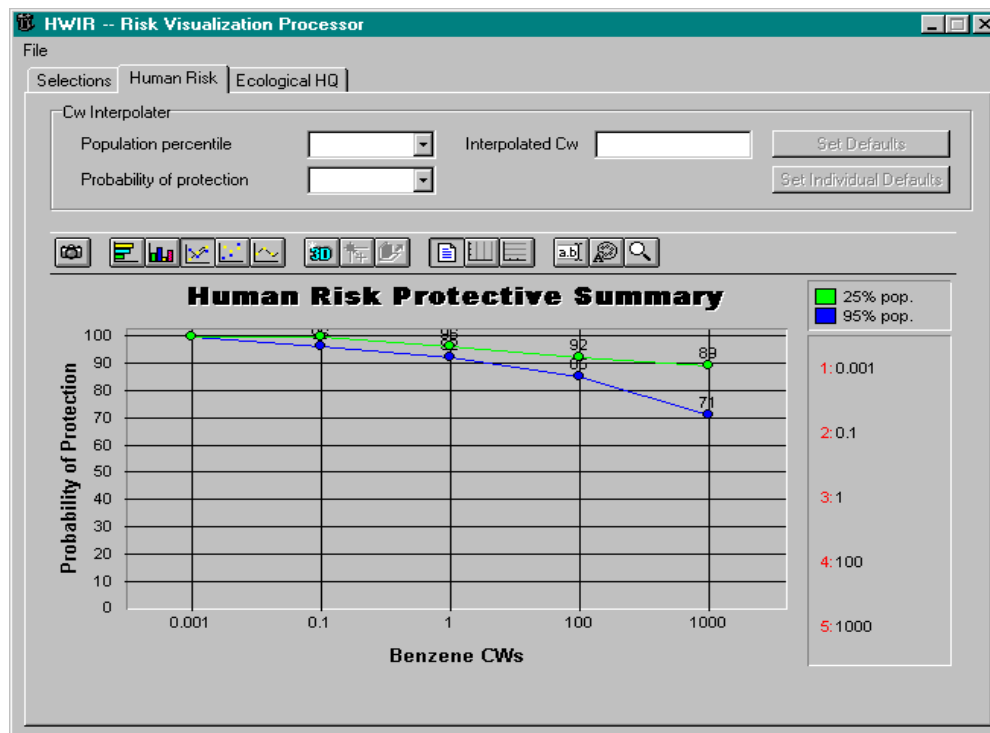 HWIR -- Risk Visualization Processor
File
Selections Human Risk Ecological HQ
Cw Interpolater
Population percentile Interpolated Cw Set Defaults
Probability of protection Set Individual Defaults
3D a.b
Human Risk Protective Summary
25% pop.
95% pop.
100
90
80
70
60
50
40
30
20
10
0
Probability of Protection
96
92
92
89
71
0.001 0.1 1 100 1000
Benzene CWs
1:0.001
2:0.1
3:1
4:100
5:1000